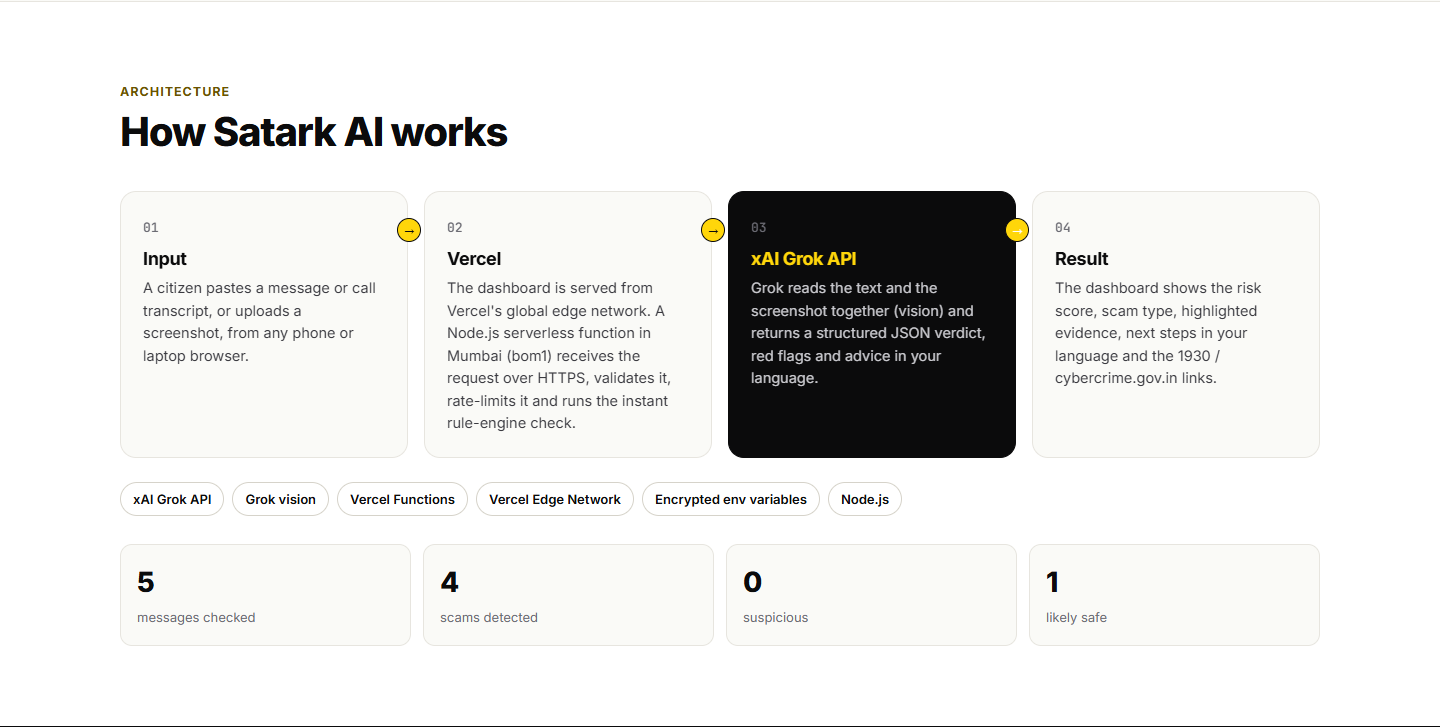 ARCHITECTURE
How Satark AI works
01
Input
A citizen pastes a message or call
transcript, or uploads a
screenshot, from any phone or
laptop browser.
→
02
Vercel
The dashboard is served from
Vercel's global edge network. A
Node.js serverless function in
Mumbai (bom1) receives the
request over HTTPS, validates it,
rate-limits it and runs the instant
rule-engine check.
→
03
xAI Grok API
Grok reads the text and the
screenshot together (vision) and
returns a structured JSON verdict,
red flags and advice in your
language.
→
04
Result
The dashboard shows the risk
score, scam type, highlighted
evidence, next steps in your
language and the 1930 /
cybercrime.gov.in links.
xAI Grok API
Grok vision
Vercel Functions
Vercel Edge Network
Encrypted env variables
Node.js
5
messages checked
4
scams detected
0
suspicious
1
likely safe